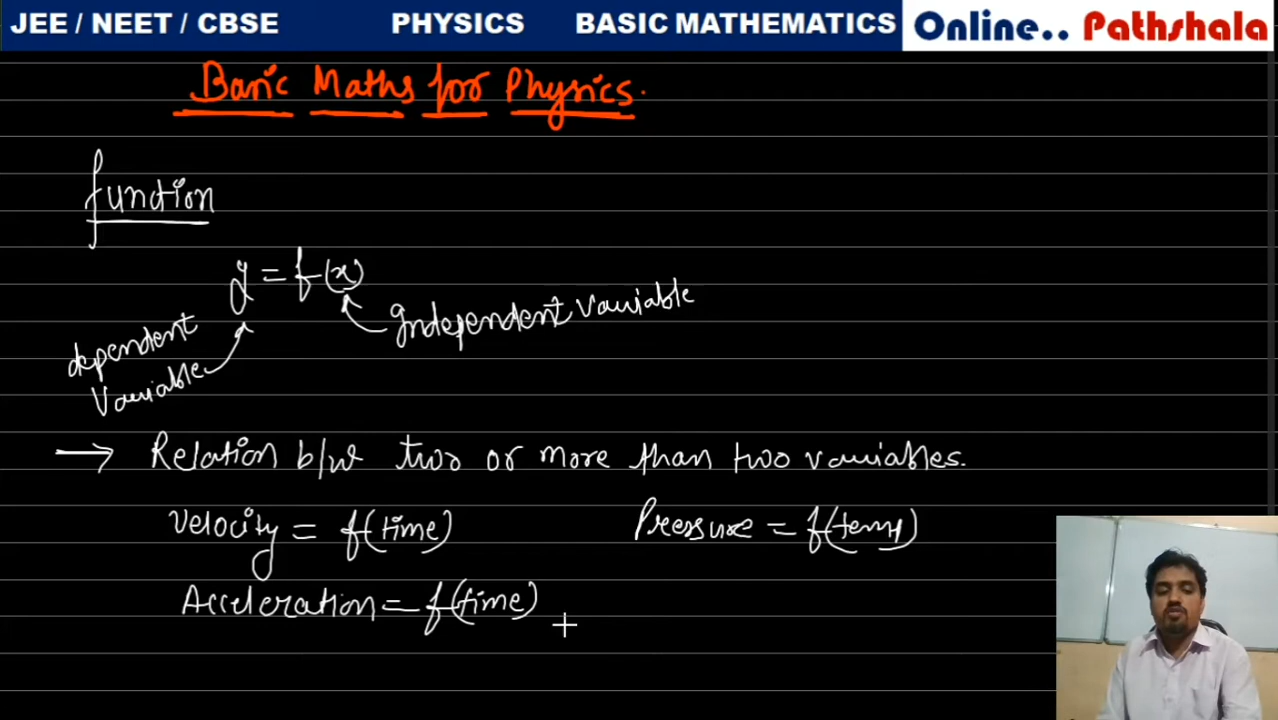 JEE / NEET / CBSE PHYSICS BASIC MATHEMATICS Online.. Pathshala
Basic Maths for Physics.
function
y = f(x)
Independent Variable
dependent
Variable
→ Relation b/w two or more than two variables.
Velocity = f(time) Pressure = f(temp)
Acceleration = f(time)